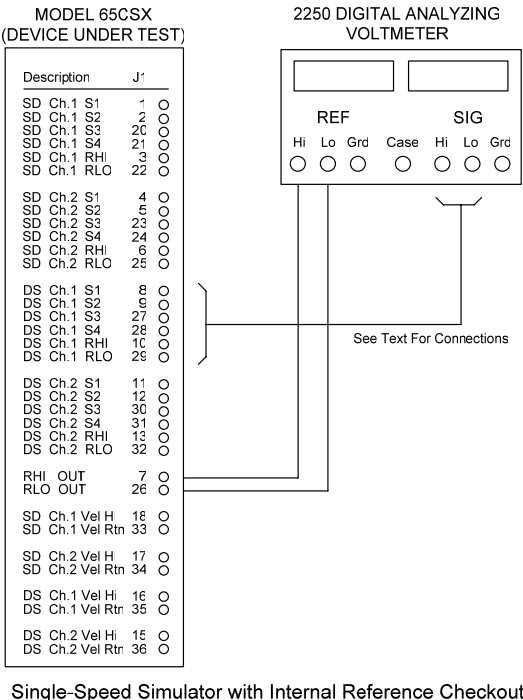 MODEL 65CSX
(DEVICE UNDER TEST)
2250 DIGITAL ANALYZING
VOLTMETER
REF SIG
Hi Lo Grd Case Hi Lo Grd
Description J1
SD Ch.1 S1 1
SD Ch.1 S2 2
SD Ch.1 S3 20
SD Ch.1 S4 21
SD Ch.1 RHI 3
SD Ch.1 RLO 22
SD Ch.2 S1 4
SD Ch.2 S2 5
SD Ch.2 S3 23
SD Ch.2 S4 24
SD Ch.2 RHI 6
SD Ch.2 RLO 25
DS Ch.1 S1 8
DS Ch.1 S2 9
DS Ch.1 S3 27
DS Ch.1 S4 28
DS Ch.1 RHI 10
DS Ch.1 RLO 29
See Text For Connections
DS Ch.2 S1 11
DS Ch.2 S2 12
DS Ch.2 S3 30
DS Ch.2 S4 31
DS Ch.2 RHI 13
DS Ch.2 RLO 32
RHI OUT 7
RLO OUT 26
SD Ch.1 Vel Hi 18
SD Ch.1 Vel Rtn 33
SD Ch.2 Vel Hi 17
SD Ch.2 Vel Rtn 34
DS Ch.1 Vel Hi 16
DS Ch.1 Vel Rtn 35
DS Ch.2 Vel Hi 15
DS Ch.2 Vel Rtn 36
Single-Speed Simulator with Internal Reference Checkout